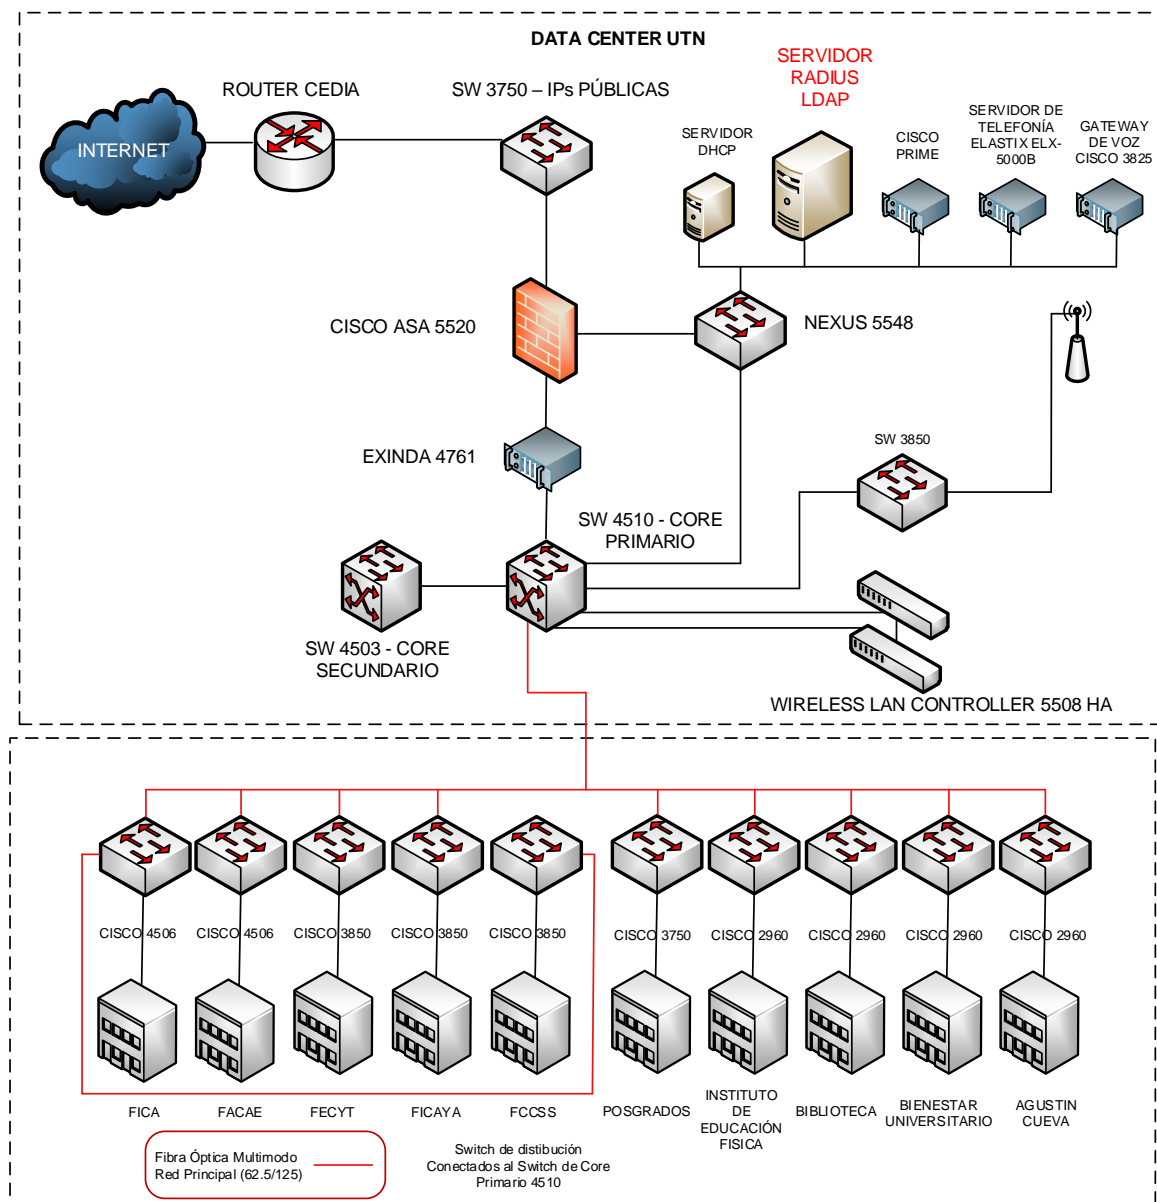 DATA CENTER UTN
SERVIDOR
RADIUS
LDAP
ROUTER CEDIA
SW 3750 – IPs PÚBLICAS
SERVIDOR
DHCP
CISCO
PRIME
SERVIDOR DE
TELEFONÍA
ELASTIX ELX-
5000B
GATEWAY
DE VOZ
CISCO 3825
INTERNET
CISCO ASA 5520
NEXUS 5548
EXINDA 4761
SW 3850
SW 4510 - CORE
PRIMARIO
SW 4503 - CORE
SECUNDARIO
WIRELESS LAN CONTROLLER 5508 HA
CISCO 4506
CISCO 4506
CISCO 3850
CISCO 3850
CISCO 3850
CISCO 3750
CISCO 2960
CISCO 2960
CISCO 2960
CISCO 2960
FICA
FACAE
FECYT
FICAYA
FCCSS
POSGRADOS
INSTITUTO
DE
EDUCACIÓN
FISICA
BIBLIOTECA
BIENESTAR
UNIVERSITARIO
AGUSTIN
CUEVA
Fibra Óptica Multimodo
Red Principal (62.5/125)
Switch de distibución
Conectados al Switch de Core
Primario 4510